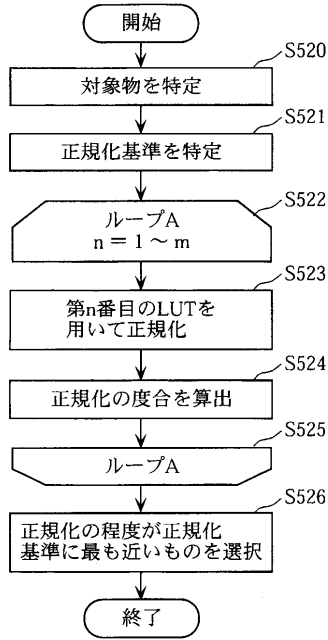 開始
S520
対象物を特定
S521
正規化基準を特定
S522
ループA
n = 1 ～ m
S523
第n番目のLUTを
用いて正規化
S524
正規化の度合を算出
S525
ループA
S526
正規化の程度が正規化
基準に最も近いものを選択
終了